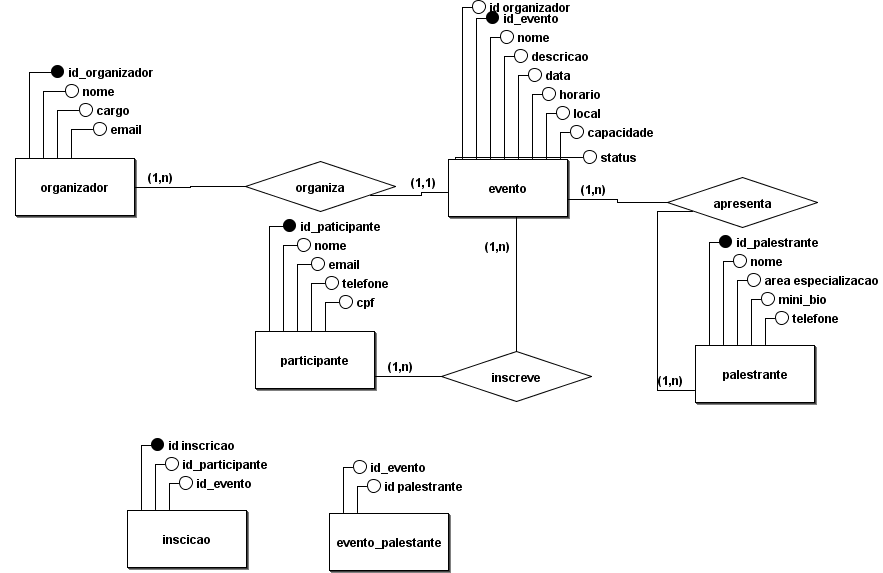 id organizador
id_evento
nome
descricao
data
horario
local
capacidade
status
evento
id_organizador
nome
cargo
email
organizador
(1,n)
organiza
(1,1)
(1,n)
apresenta
id_paticipante
nome
email
telefone
cpf
participante
(1,n)
(1,n)
inscreve
id_palestrante
nome
area especializacao
mini_bio
telefone
(1,n)
palestrante
id inscricao
id_participante
id_evento
inscicao
id_evento
id palestrante
evento_palestante